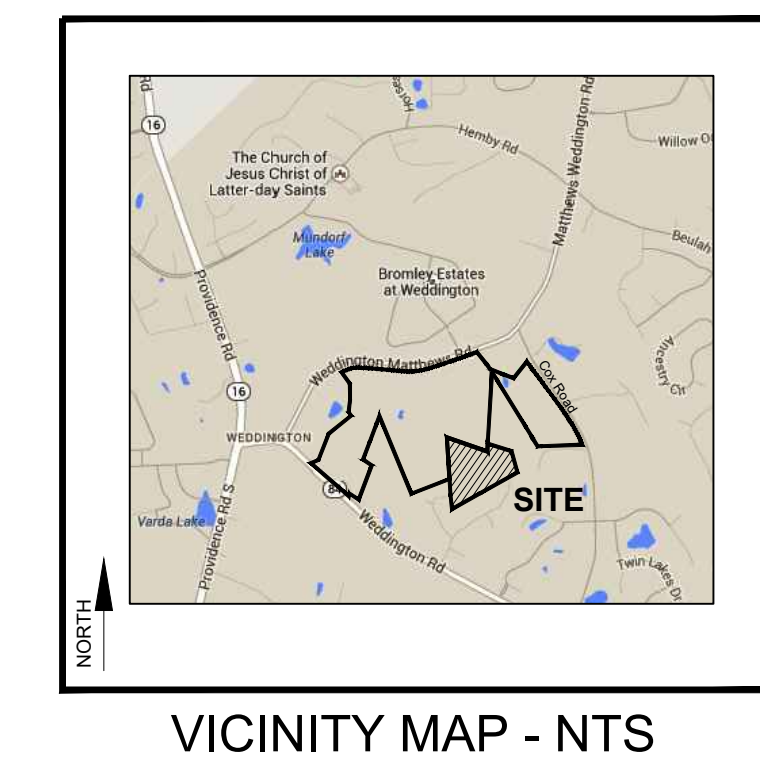 Rd
16
Horses
Hemby Rd
Matthews Weddington Rd
Willow O
The Church of
Jesus Christ of
Latter-day Saints
Mundorf
Lake
Beulah
Bromley Estates
at Weddington
Providence Rd
Weddington Matthews Rd
Ancestry Cir
Cox Road
16
WEDDINGTON
84
SITE
Varda Lake
Providence Rd S
Weddington Rd
Twin Lakes Dr
NORTH
VICINITY MAP - NTS